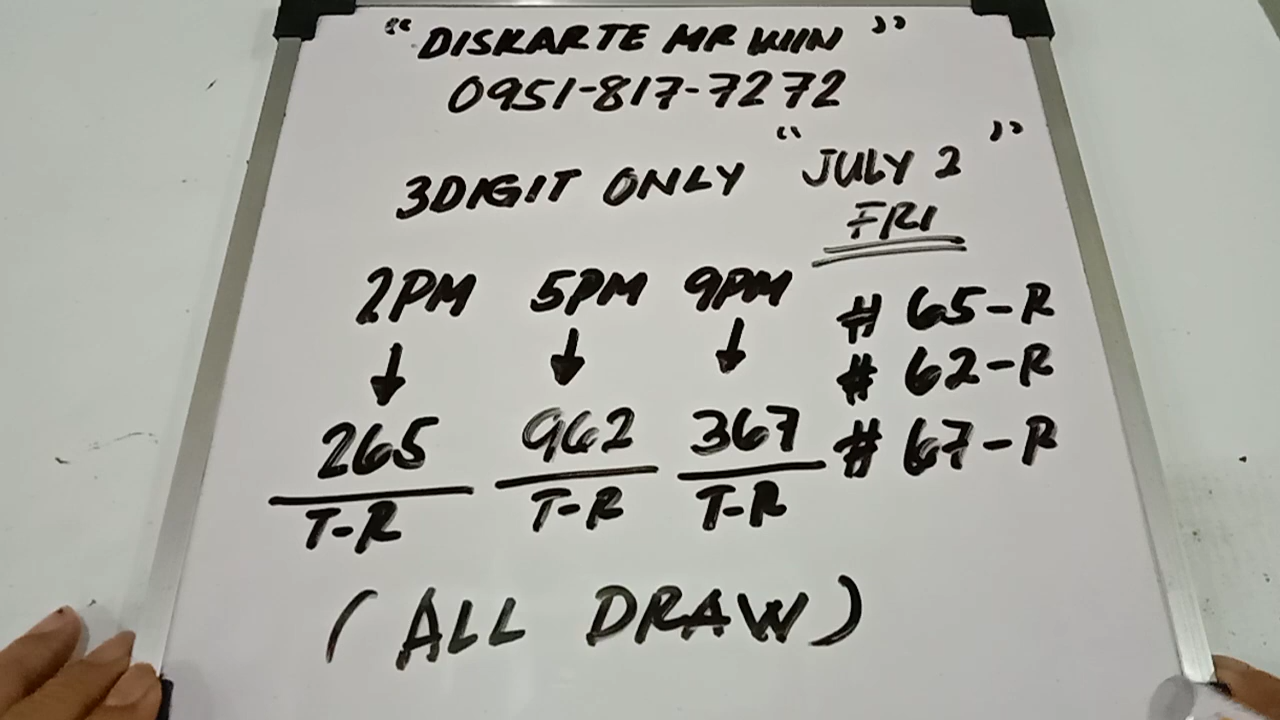 "DISKARTE MR WIN"
0951-817-7272
3DIGIT ONLY "JULY 2"
FRI
2PM 5PM 9PM
# 65-R
# 62-R
265 962 367 # 67-R
T-R T-R T-R
(ALL DRAW)